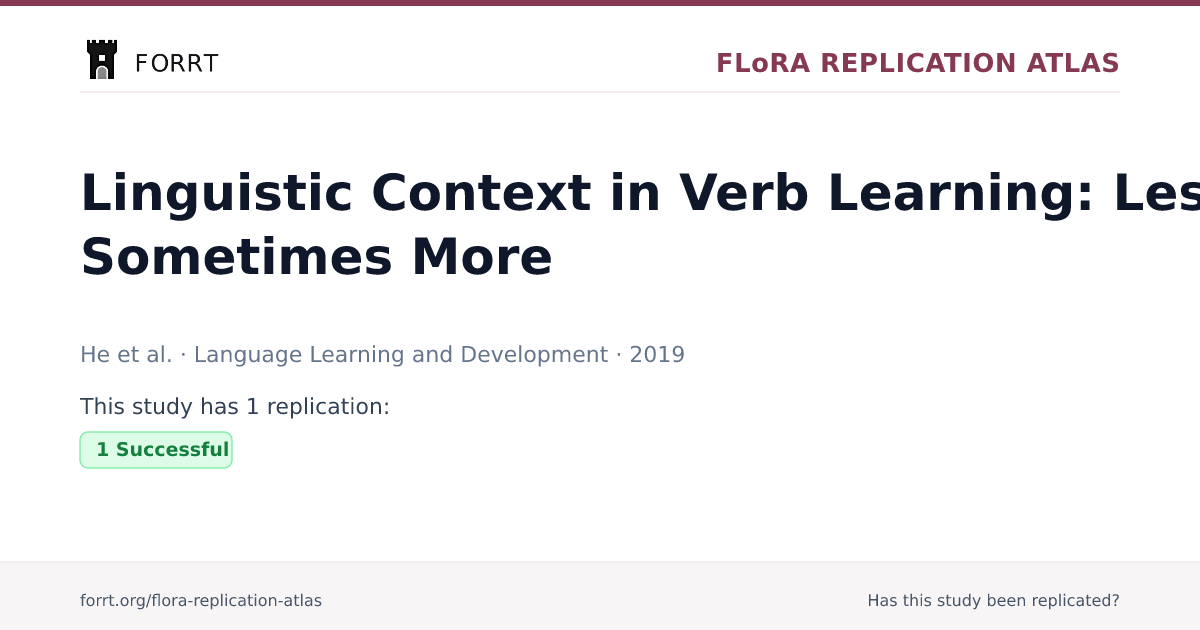 FORRT
FLoRA REPLICATION ATLAS
Linguistic Context in Verb Learning: Les
Sometimes More
He et al. · Language Learning and Development · 2019
This study has 1 replication:
1 Successful
forrt.org/flora-replication-atlas
Has this study been replicated?